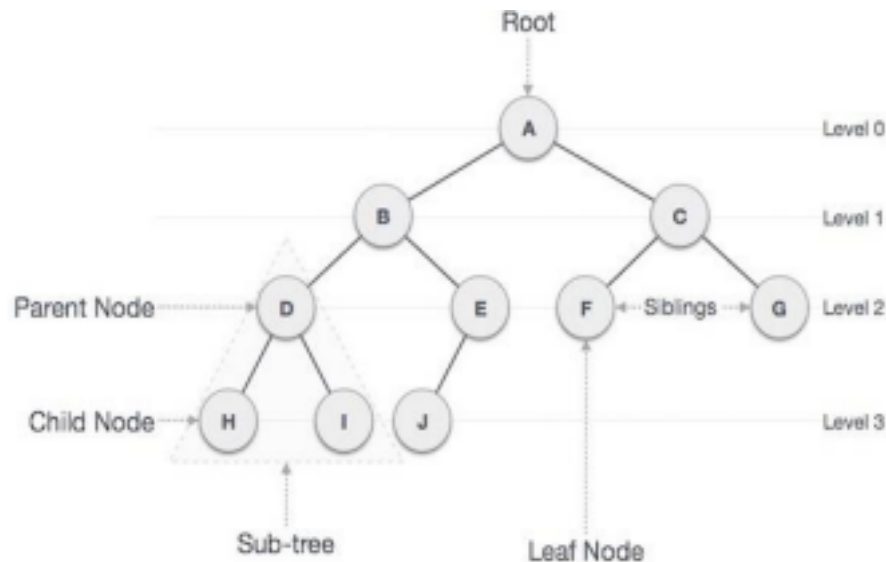 Root
A
Level 0
B
C
Level 1
Parent Node
D
E
F
Siblings
G
Level 2
Child Node
H
I
J
Level 3
Sub-tree
Leaf Node